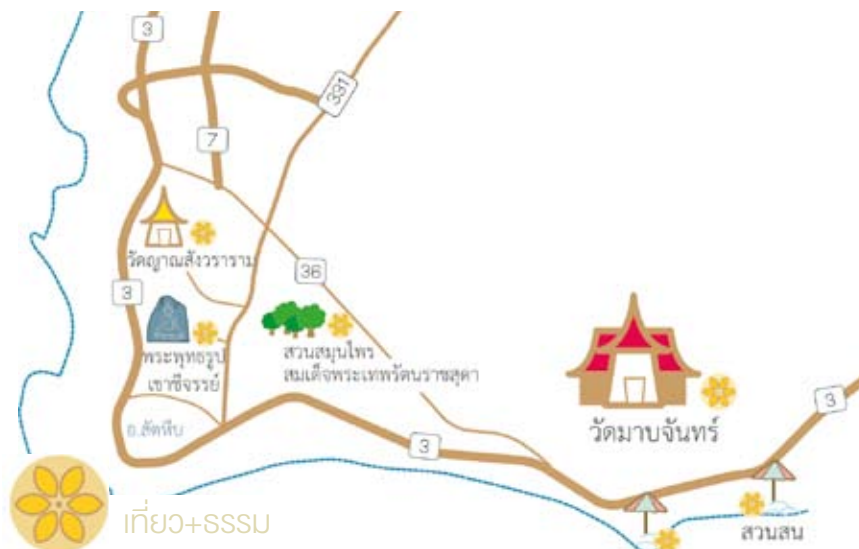 3
7
331
วัดญาณสังวราราม
36
3
พระพุทธรูป
เขาชีจรรย์
สวนสมุนไพร
สมเด็จพระเทพรัตนราชสุดา
3
วัดมาบจันทร์
อ.สัตหีบ
3
สวนสน
เที่ยว+ธรรม